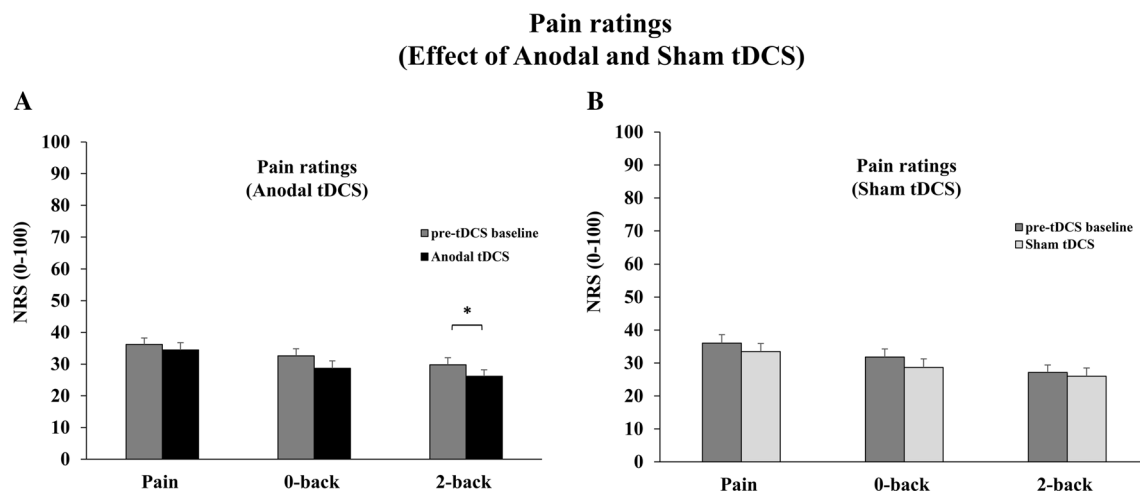 Pain ratings
(Effect of Anodal and Sham tDCS)
A
Pain ratings
(Anodal tDCS)
NRS (0-100)
100
90
80
70
60
50
40
30
20
10
0
pre-tDCS baseline
Anodal tDCS
*
Pain 0-back 2-back
B
Pain ratings
(Sham tDCS)
NRS (0-100)
100
90
80
70
60
50
40
30
20
10
0
pre-tDCS baseline
Sham tDCS
Pain 0-back 2-back